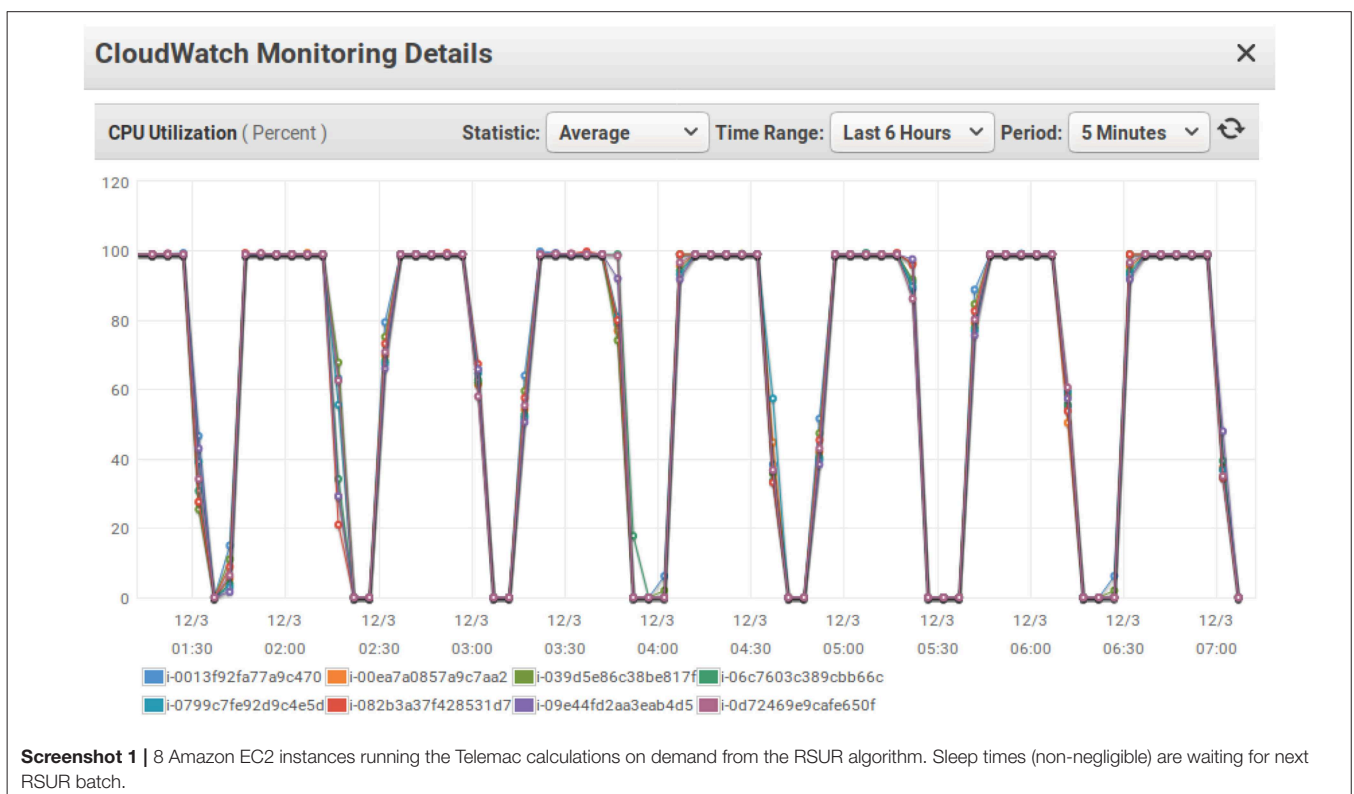 CloudWatch Monitoring Details
CPU Utilization ( Percent ) Statistic: Average Time Range: Last 6 Hours Period: 5 Minutes
120
100
80
60
40
20
0
12/3 12/3 12/3 12/3 12/3 12/3 12/3 12/3 12/3 12/3 12/3 12/3
01:30 02:00 02:30 03:00 03:30 04:00 04:30 05:00 05:30 06:00 06:30 07:00
i-0013f92fa77a9c470 i-00ea7a0857a9c7aa2 i-039d5e86c38be817f i-06c7603c389cbb66c
i-0799c7fe92d9c4e5d i-082b3a37f428531d7 i-09e44fd2aa3eab4d5 i-0d72469e9cafe650f
Screenshot 1 | 8 Amazon EC2 instances running the Telemac calculations on demand from the RSUR algorithm. Sleep times (non-negligible) are waiting for next
RSUR batch.